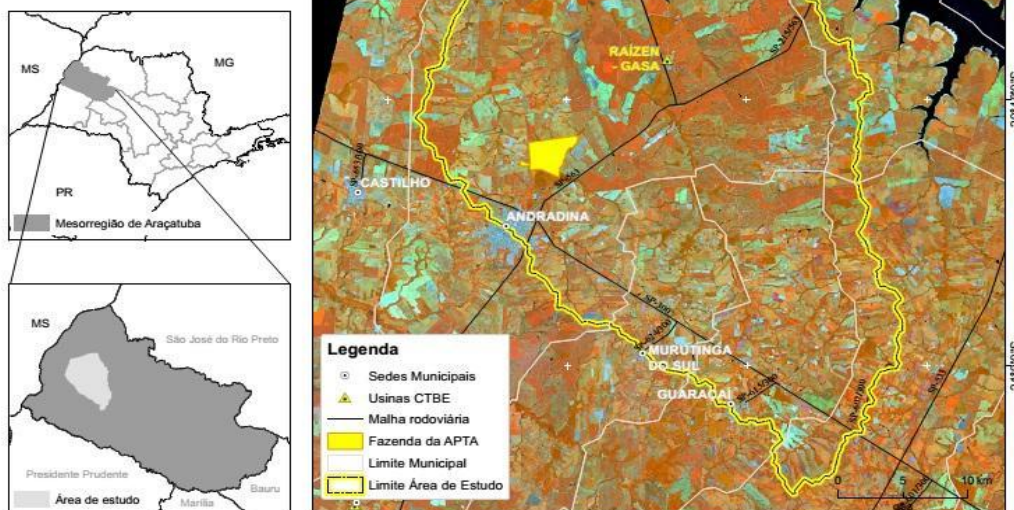 MS
MG
PR
Mesorregião de Araçatuba
MS
São José do Rio Preto
Presidente Prudente
Bauru
Área de estudo
Marília
RAÍZEN
- GASA
SP-563
CASTILHO
ANDRADINA
SP-300
MURUTINGA
DO SUL
GUARAÇAÍ
Legenda
Sedes Municipais
Usinas CTBE
Malha rodoviária
Fazenda da APTA
Limite Municipal
Limite Área de Estudo
0 5 10 km